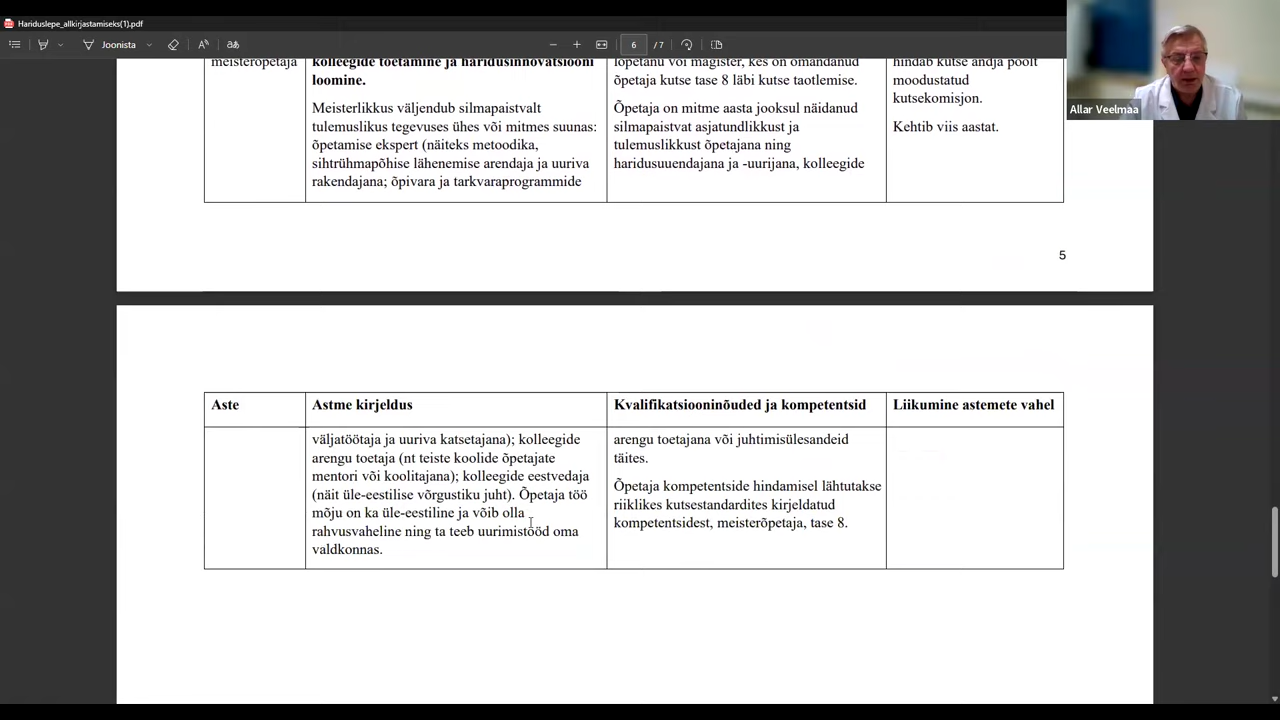 Hariduslepe_allkirjastamiseks(1).pdf
Joonista
6 / 7
Allar Veelmaa
meisterõpetaja
kolleegide toetamine ja haridusinnovatsiooni
loomine.
Meisterlikkus väljendub silmapaistvalt
tulemuslikus tegevuses ühes või mitmes suunas:
õpetamise ekspert (näiteks metoodika,
sihtrühmapõhise lähenemise arendaja ja uuriva
rakendajana; õpivara ja tarkvaraprogrammide
lõpetanu või magister, kes on omandanud
õpetaja kutse tase 8 läbi kutse taotlemise.
Õpetaja on mitme aasta jooksul näidanud
silmapaistvat asjatundlikkust ja
tulemuslikkust õpetajana ning
haridusuuendajana ja -uurijana, kolleegide
hindab kutse andja poolt
moodustatud
kutsekomisjon.
Kehtib viis aastat.
5
Aste
Astme kirjeldus
Kvalifikatsiooninõuded ja kompetentsid
Liikumine astemete vahel
väljatöötaja ja uuriva katsetajana); kolleegide
arengu toetaja (nt teiste koolide õpetajate
mentori või koolitajana); kolleegide eestvedaja
(näit üle-eestilise võrgustiku juht). Õpetaja töö
mõju on ka üle-eestiline ja võib olla
rahvusvaheline ning ta teeb uurimistööd oma
valdkonnas.
arengu toetajana või juhtimisülesandeid
täites.
Õpetaja kompetentside hindamisel lähtutakse
riiklikes kutsestandardites kirjeldatud
kompetentsidest, meisterõpetaja, tase 8.